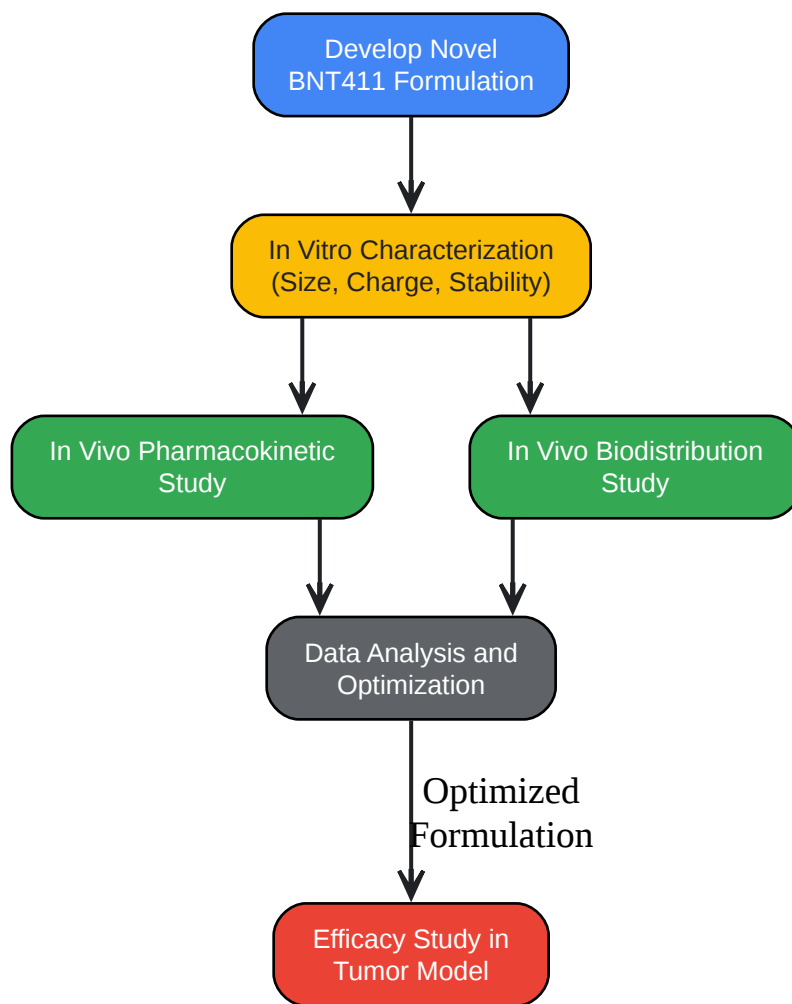 Develop Novel
BNT411 Formulation
In Vitro Characterization
(Size, Charge, Stability)
In Vivo Pharmacokinetic
Study
In Vivo Biodistribution
Study
Data Analysis and
Optimization
Optimized
Formulation
Efficacy Study in
Tumor Model